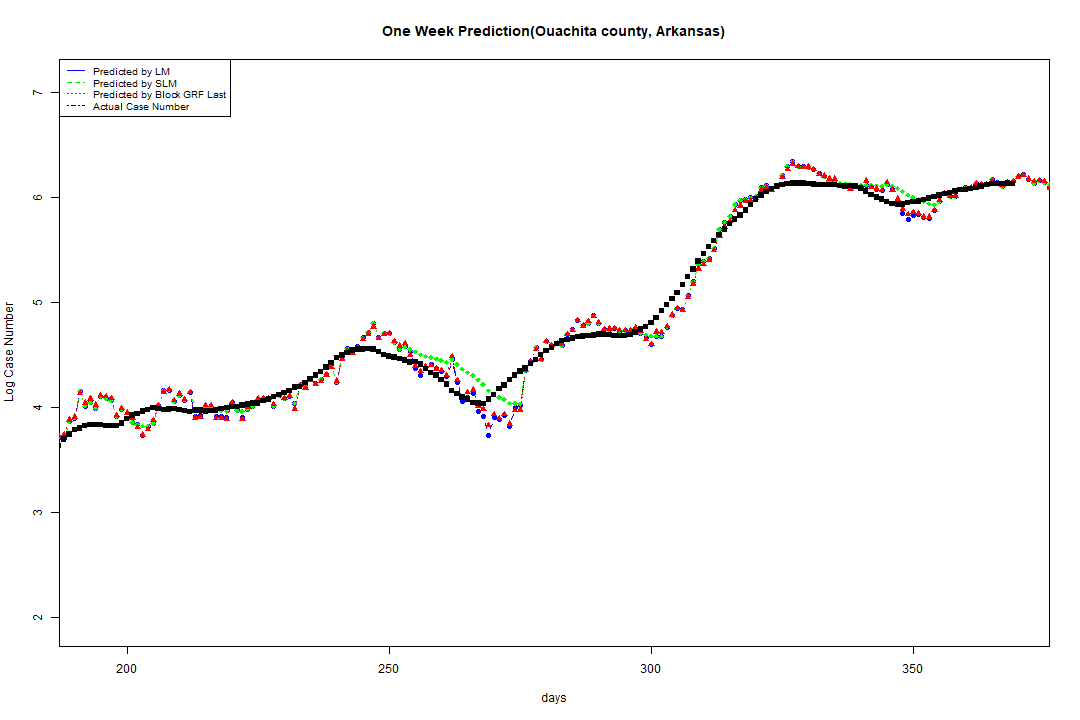 One Week Prediction(Ouachita county, Arkansas)
Predicted by LM
Predicted by SLM
Predicted by Block GRF Last
Actual Case Number
7
6
5
4
3
2
Log Case Number
200
250
300
350
days